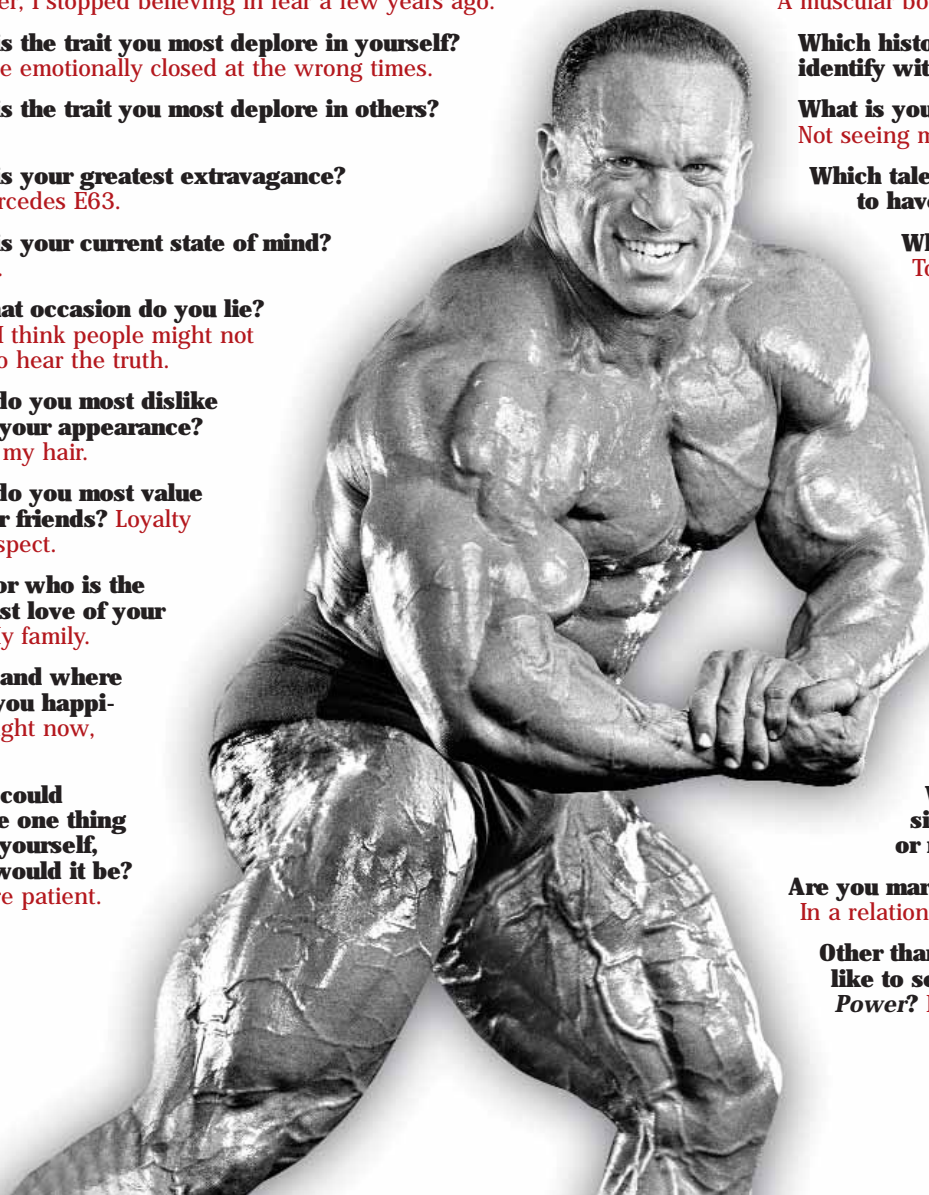 er, I stopped believing in fear a few years ago.
is the trait you most deplore in yourself?
e emotionally closed at the wrong times.
is the trait you most deplore in others?
is your greatest extravagance?
rcedes E63.
is your current state of mind?
.
at occasion do you lie?
I think people might not
o hear the truth.
do you most dislike
your appearance?
my hair.
do you most value
r friends? Loyalty
spect.
or who is the
st love of your
ly family.
and where
you happi-
ght now,
could
e one thing
yourself,
would it be?
re patient.
A muscular bo
Which histo
identify wit
What is you
Not seeing m
Which tale
to have
Wh
To
W
si
or n
Are you mar
In a relation
Other than
like to se
Power?